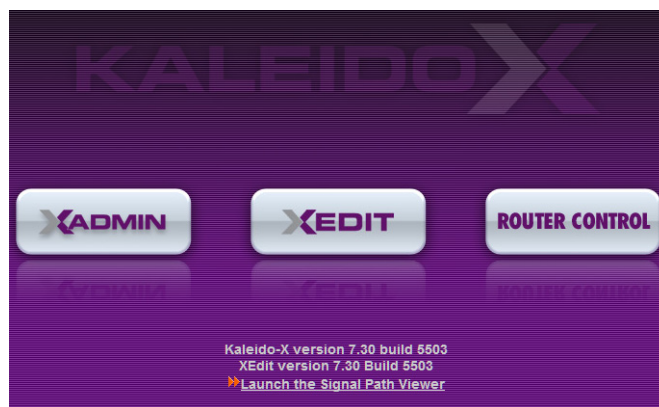 KALEIDOX
XADMIN
XEDIT
ROUTER CONTROL
Kaleido-X version 7.30 build 5503
XEdit version 7.30 Build 5503
Launch the Signal Path Viewer